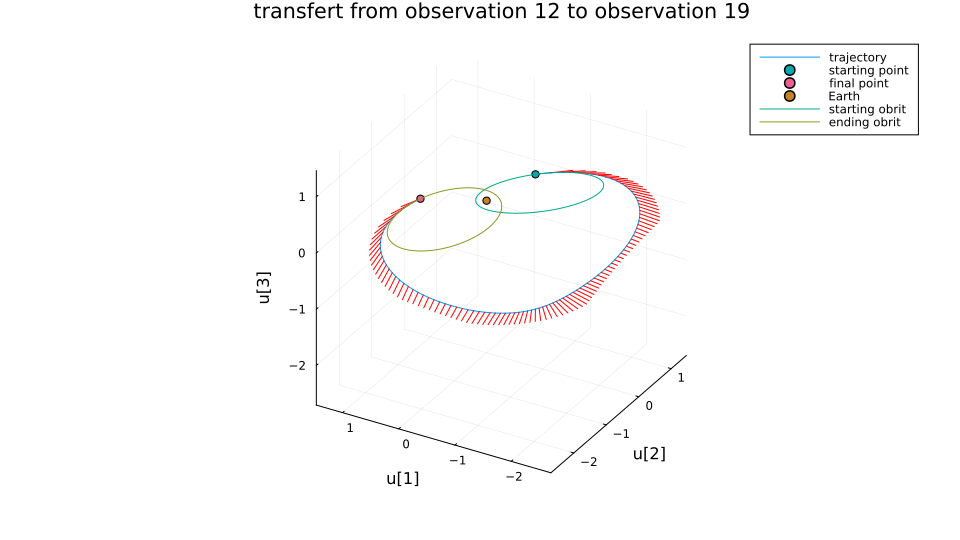 transfert from observation 12 to observation 19
trajectory
starting point
final point
Earth
starting obrit
ending obrit
1
0
−1
−2
u[3]
1
0
−1
−2
u[1]
1
0
−1
−2
u[2]